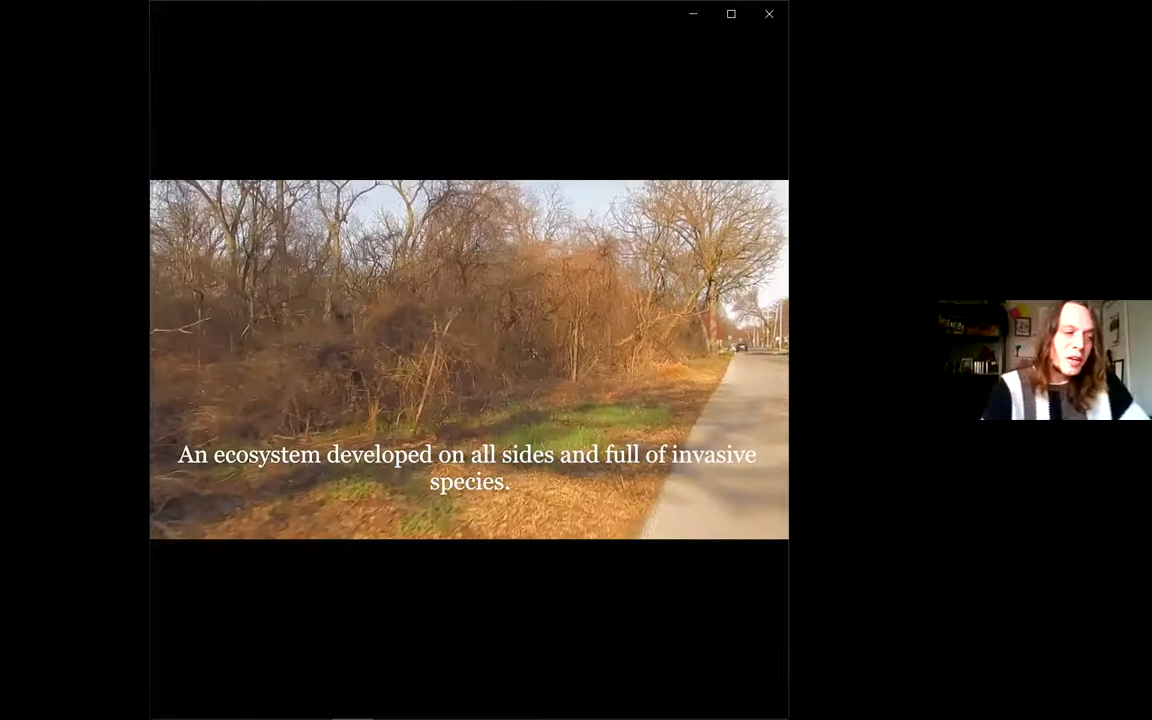 An ecosystem developed on all sides and full of invasive
species.